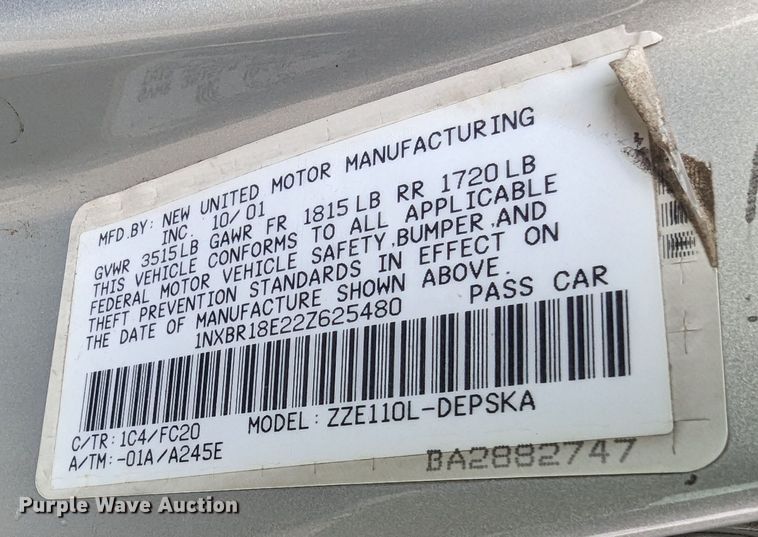 MFD.BY: NEW UNITED MOTOR MANUFACTURING
INC. 10/01
GVWR 3515LB GAWR FR 1815LB RR 1720LB
THIS VEHICLE CONFORMS TO ALL APPLICABLE
FEDERAL MOTOR VEHICLE SAFETY,BUMPER,AND
THEFT PREVENTION STANDARDS IN EFFECT ON
THE DATE OF MANUFACTURE SHOWN ABOVE.
1NXBR18E22Z625480 PASS CAR
C/TR:1C4/FC20 MODEL: ZZE110L-DEPSKA
A/TM:-01A/A245E
BA2882747
Purple Wave Auction